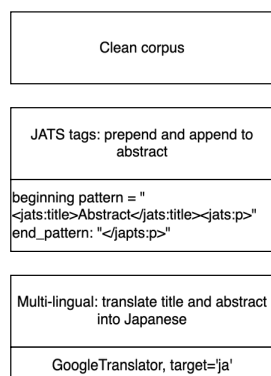 Clean corpus
JATS tags: prepend and append to
abstract
beginning pattern = "
<jats:title>Abstract</jats:title><jats:p>"
end_pattern: "</japts:p>"
Multi-lingual: translate title and abstract
into Japanese
GoogleTranslator, target='ja'